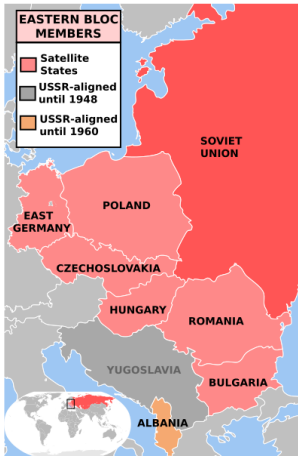 EASTERN BLOC
MEMBERS
Satellite
States
USSR-aligned
until 1948
USSR-aligned
until 1960
SOVIET
UNION
POLAND
EAST
GERMANY
CZECHOSLOVAKIA
HUNGARY
ROMANIA
YUGOSLAVIA
BULGARIA
ALBANIA